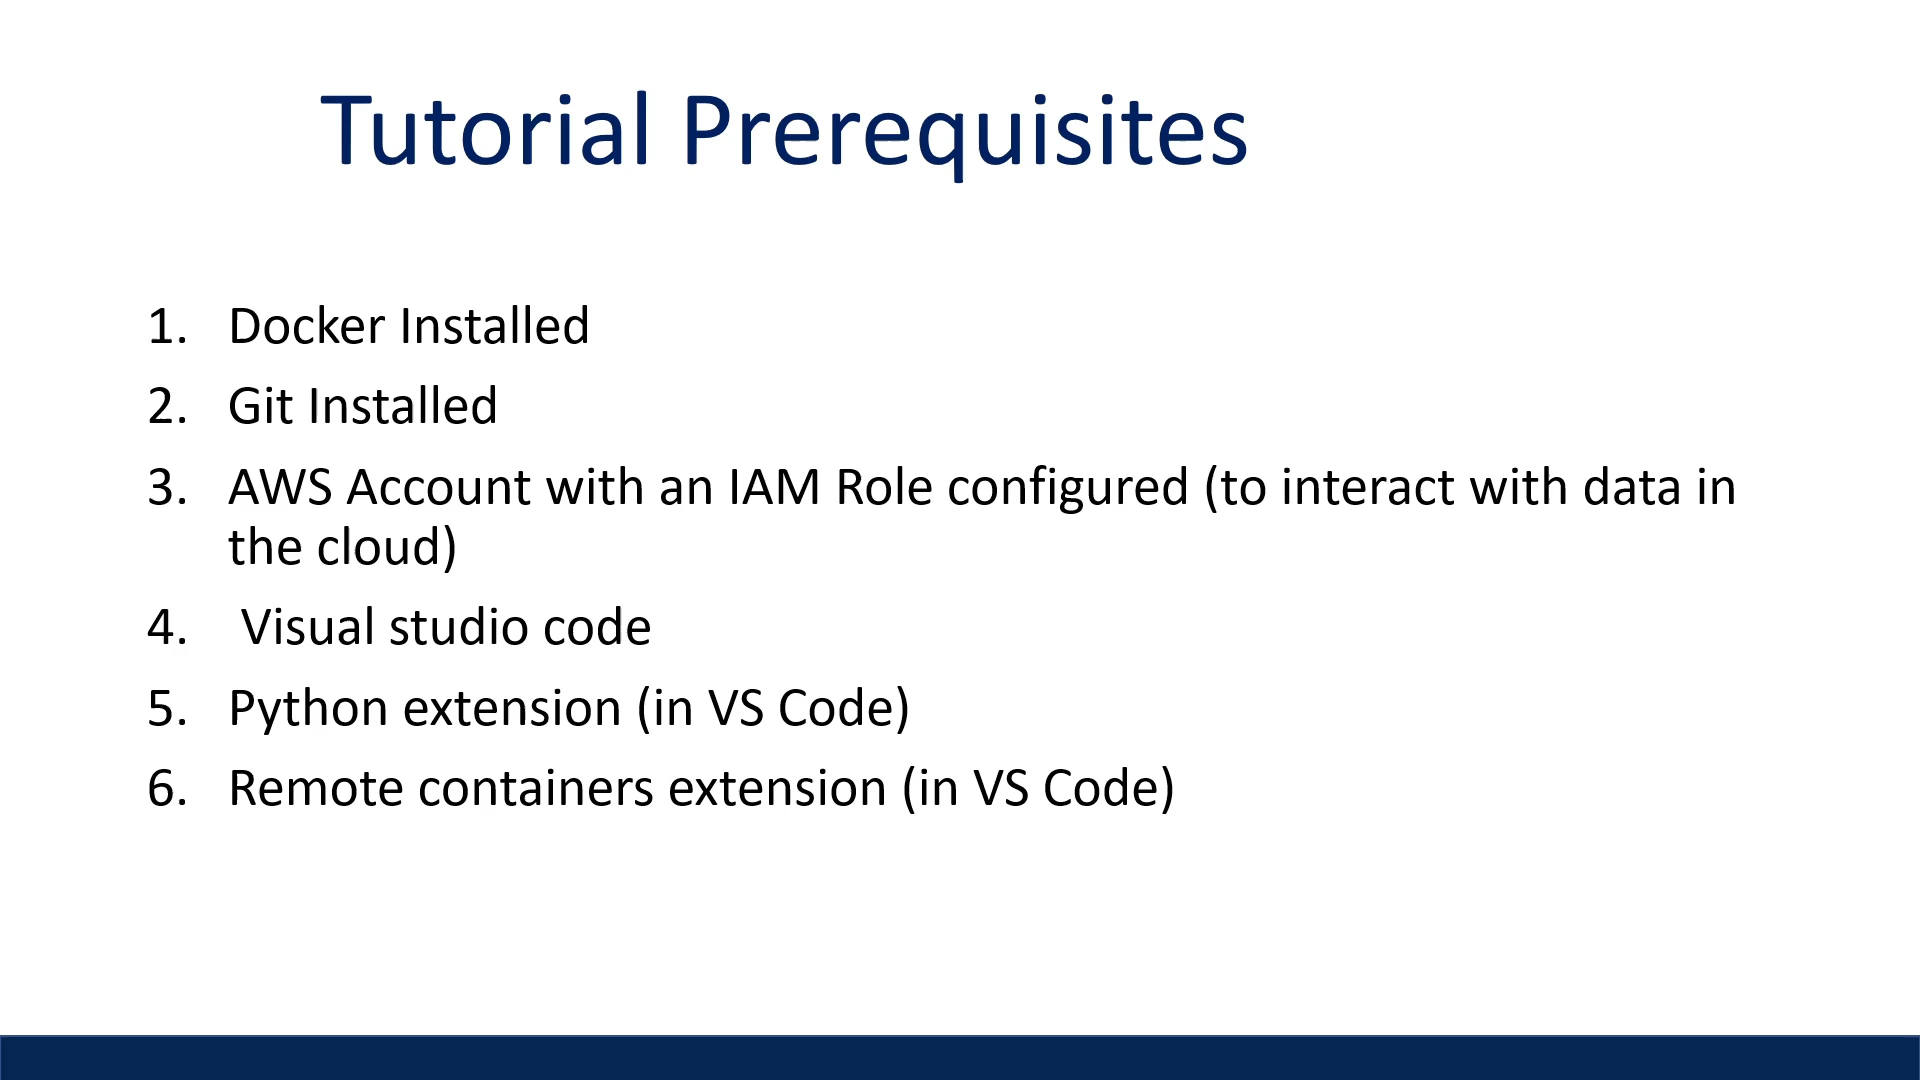 Tutorial Prerequisites
1. Docker Installed
2. Git Installed
3. AWS Account with an IAM Role configured (to interact with data in
the cloud)
4. Visual studio code
5. Python extension (in VS Code)
6. Remote containers extension (in VS Code)